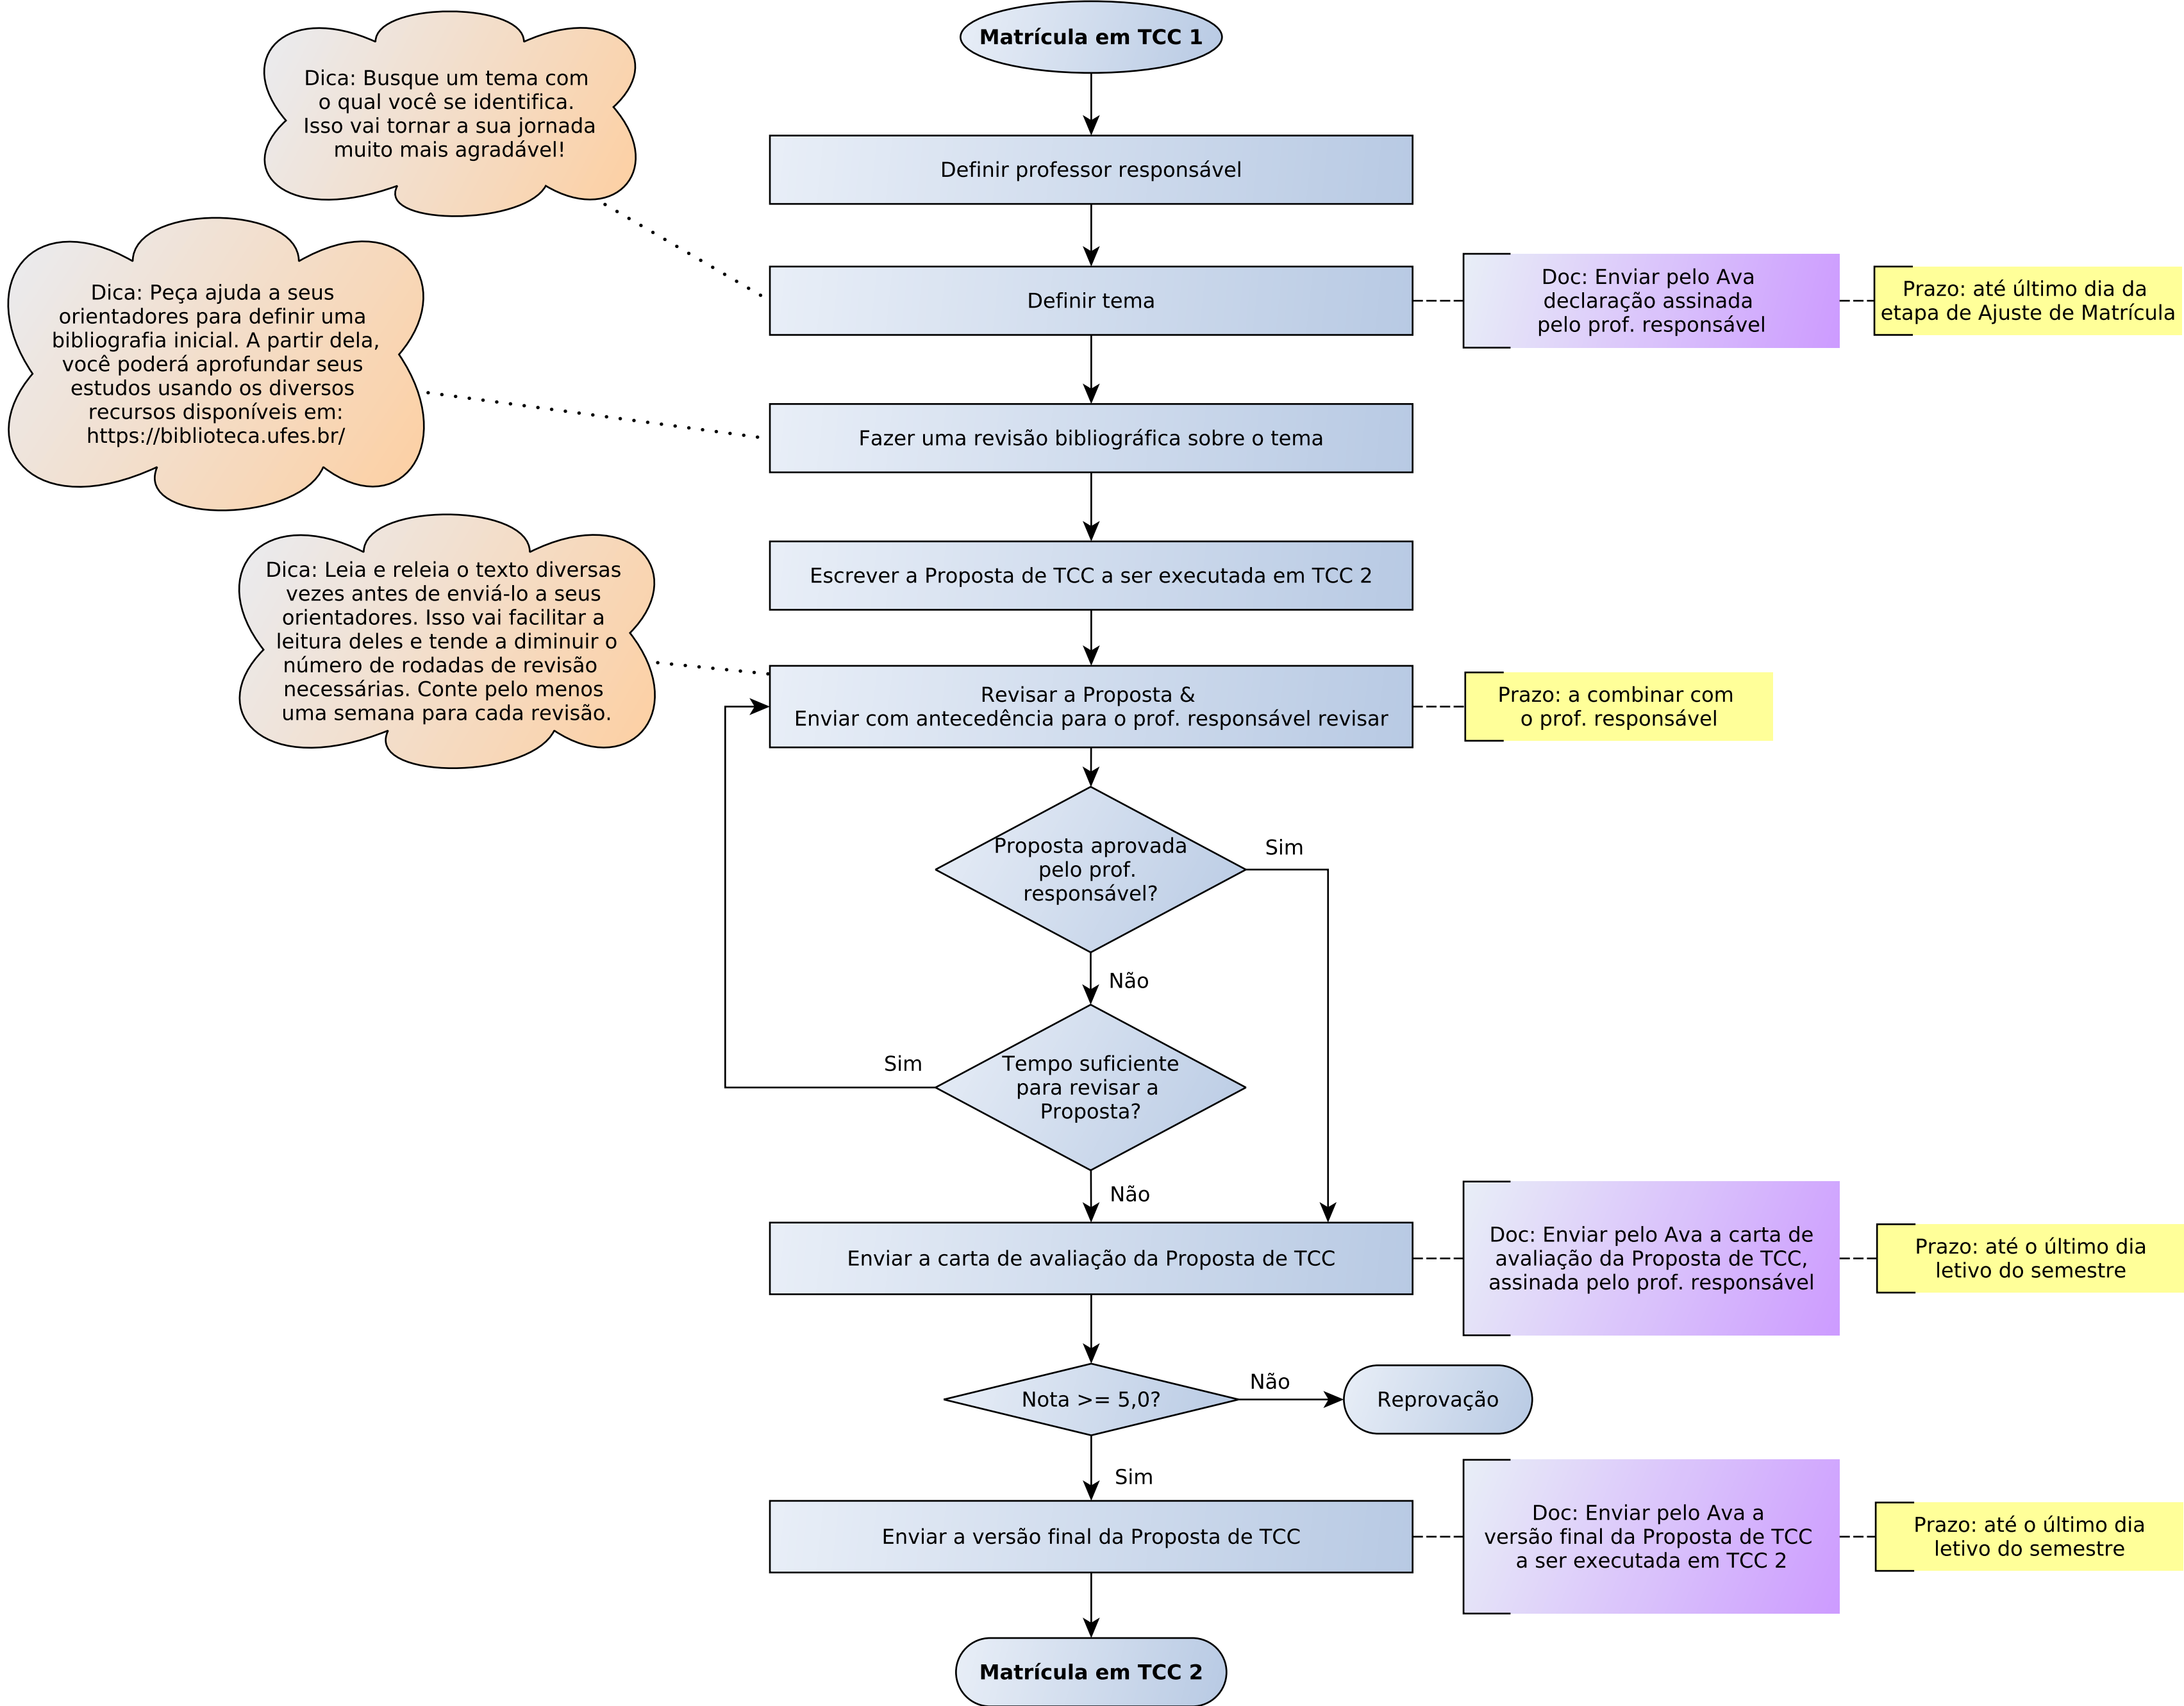 Matrícula em TCC 1
Dica: Busque um tema com
o qual você se identifica.
Isso vai tornar a sua jornada
muito mais agradável!
Definir professor responsável
Dica: Peça ajuda a seus
orientadores para definir uma
bibliografia inicial. A partir dela,
você poderá aprofundar seus
estudos usando os diversos
recursos disponíveis em:
https://biblioteca.ufes.br/
Definir tema
Doc: Enviar pelo Ava
declaração assinada
pelo prof. responsável
Prazo: até último dia da
etapa de Ajuste de Matrícula
Fazer uma revisão bibliográfica sobre o tema
Dica: Leia e releia o texto diversas
vezes antes de enviá-lo a seus
orientadores. Isso vai facilitar a
leitura deles e tende a diminuir o
número de rodadas de revisão
necessárias. Conte pelo menos
uma semana para cada revisão.
Escrever a Proposta de TCC a ser executada em TCC 2
Revisar a Proposta &
Enviar com antecedência para o prof. responsável revisar
Prazo: a combinar com
o prof. responsável
Proposta aprovada
pelo prof.
responsável?
Sim
Não
Tempo suficiente
para revisar a
Proposta?
Sim
Não
Enviar a carta de avaliação da Proposta de TCC
Doc: Enviar pelo Ava a carta de
avaliação da Proposta de TCC,
assinada pelo prof. responsável
Prazo: até o último dia
letivo do semestre
Nota >= 5,0?
Não
Reprovação
Sim
Enviar a versão final da Proposta de TCC
Doc: Enviar pelo Ava a
versão final da Proposta de TCC
a ser executada em TCC 2
Prazo: até o último dia
letivo do semestre
Matrícula em TCC 2